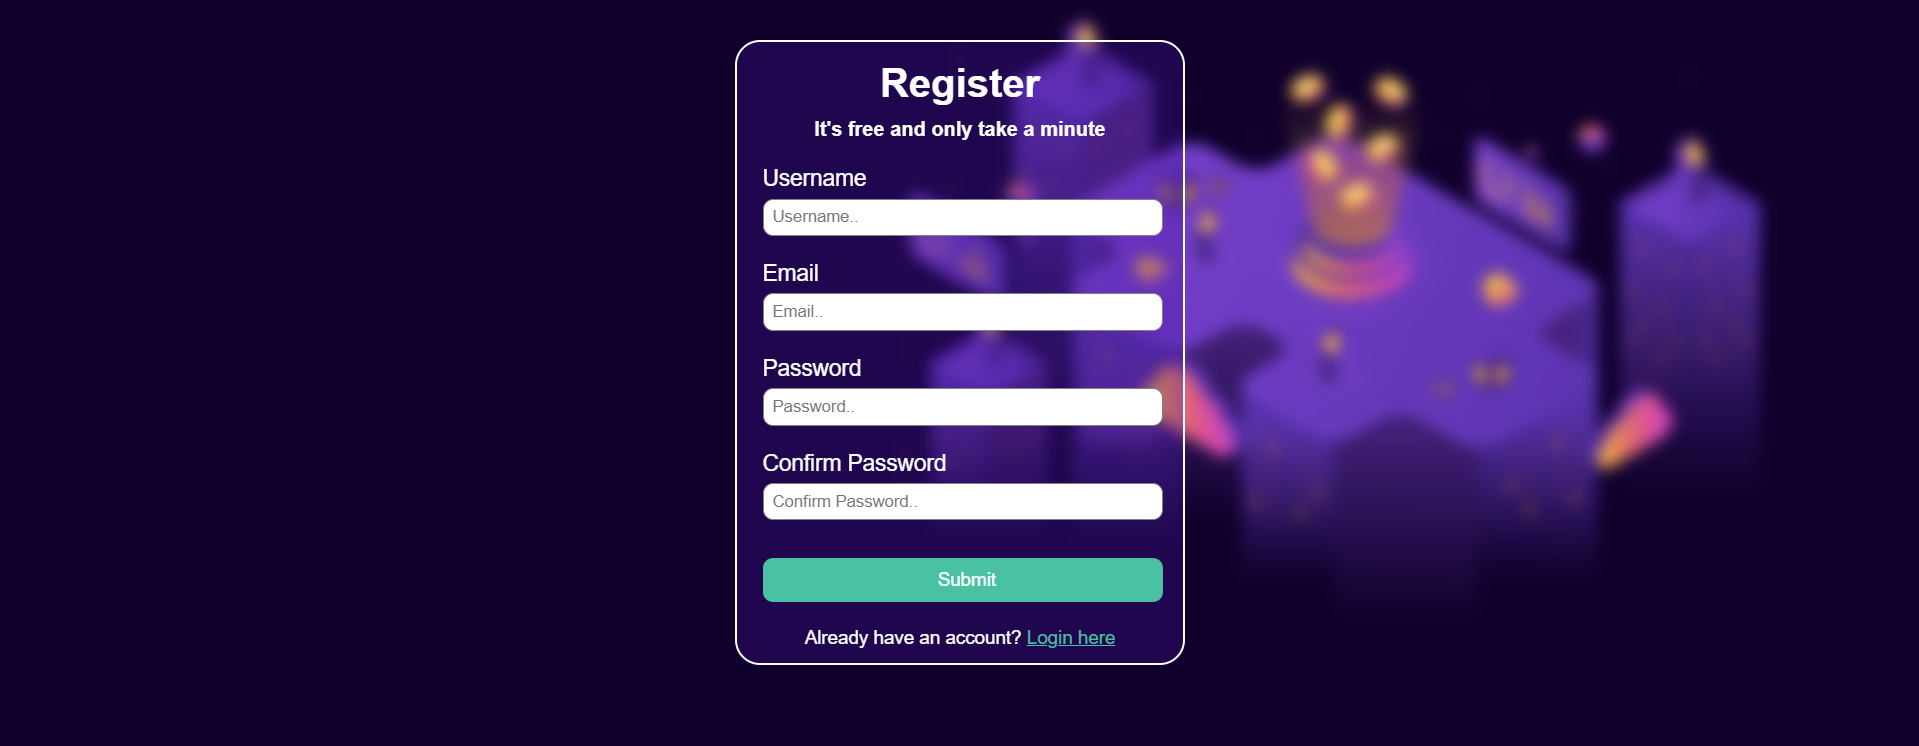 Register
It's free and only take a minute
Username
Username..
Email
Email..
Password
Password..
Confirm Password
Confirm Password..
Submit
Already have an account? Login here